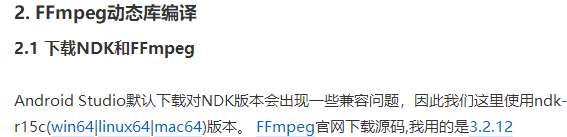 2. FFmpeg动态库编译
2.1 下载NDK和FFmpeg
Android Studio默认下载对NDK版本会出现一些兼容问题，因此我们这里使用ndk-
r15c(win64|linux64|mac64)版本。 FFmpeg官网下载源码,我用的是3.2.12